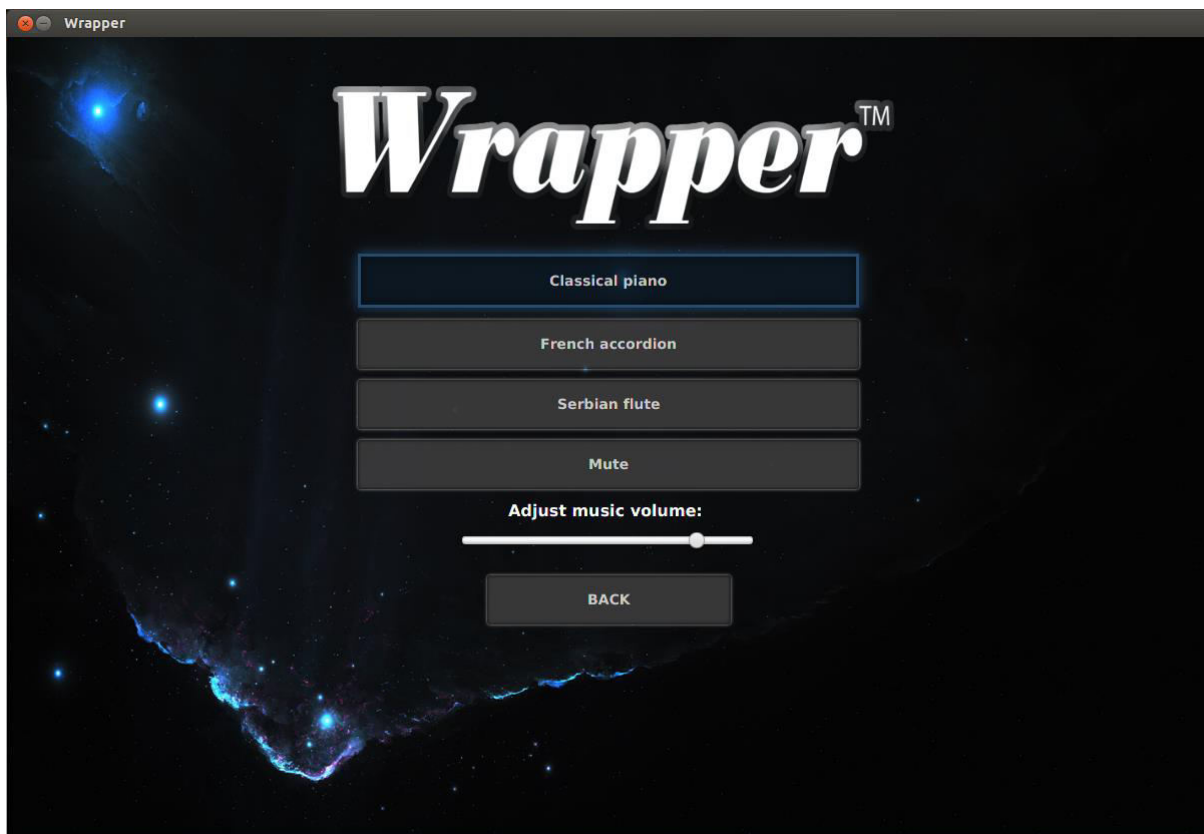 Wrapper
Wrapper™
Classical piano
French accordion
Serbian flute
Mute
Adjust music volume:
BACK